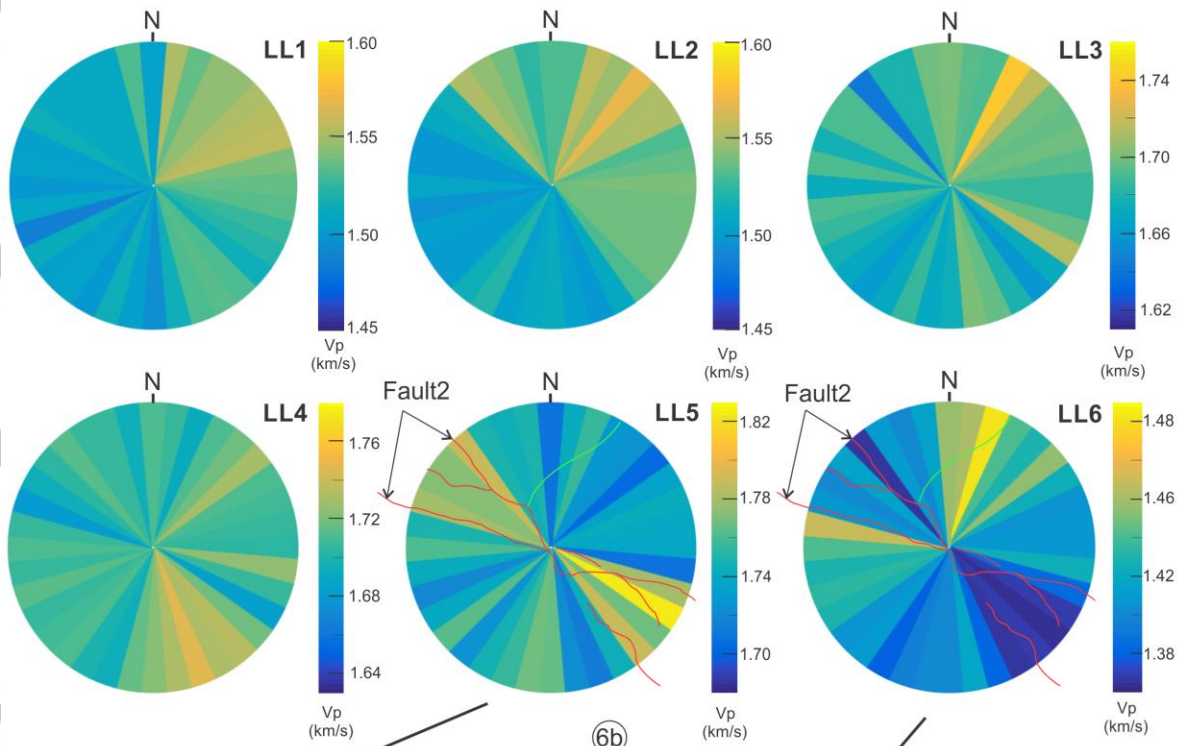 N
LL1
1.60
1.55
1.50
1.45
Vp
(km/s)
N
LL2
1.60
1.55
1.50
1.45
Vp
(km/s)
N
LL3
1.74
1.70
1.66
1.62
Vp
(km/s)
N
LL4
1.76
1.72
1.68
1.64
Vp
(km/s)
Fault2
N
LL5
1.82
1.78
1.74
1.70
Vp
(km/s)
Fault2
N
LL6
1.48
1.46
1.42
1.38
Vp
(km/s)
6b